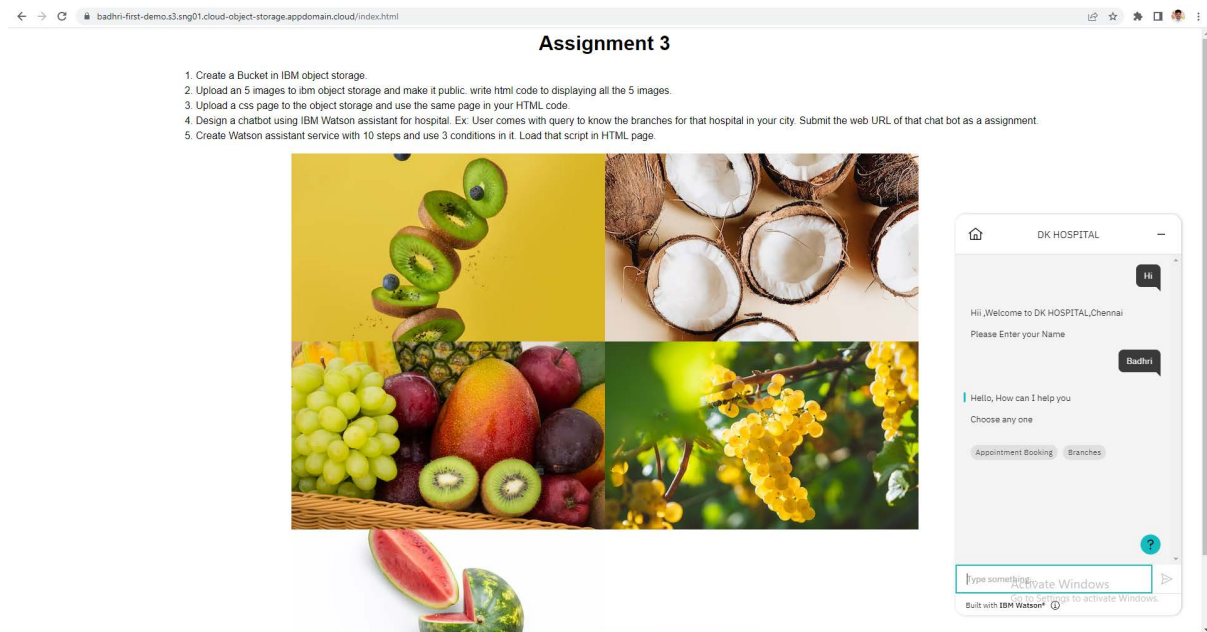 badhri-first-demo.s3.sng01.cloud-object-storage.appdomain.cloud/index.html
Assignment 3
1. Create a Bucket in IBM object storage.
2. Upload an 5 images to ibm object storage and make it public. write html code to displaying all the 5 images.
3. Upload a css page to the object storage and use the same page in your HTML code.
4. Design a chatbot using IBM Watson assistant for hospital. Ex: User comes with query to know the branches for that hospital in your city. Submit the web URL of that chat bot as a assignment.
5. Create Watson assistant service with 10 steps and use 3 conditions in it. Load that script in HTML page.
DK HOSPITAL
Hi
Hii ,Welcome to DK HOSPITAL,Chennai
Please Enter your Name
Badhri
Hello, How can I help you
Choose any one
Appointment Booking Branches
?
Type something...
Activate Windows
Go to Settings to activate Windows.
Built with IBM Watson®